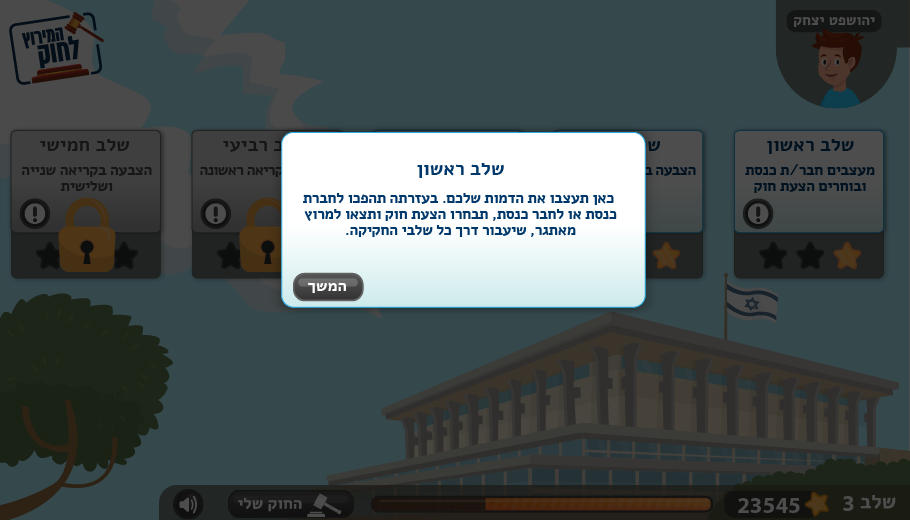 המירוץ
לחוק
יהושפט יצחק
שלב ראשון
מעצבים חבר/ת כנסת
ובוחרים הצעת חוק
הצבעה
רביעי
קריאה ראשונה
שלב חמישי
הצבעה בקריאה שנייה
ושלישית
שלב ראשון
כאן תעצבו את הדמות שלכם. בעזרתה תהפכו לחברת
כנסת או לחבר כנסת, תבחרו הצעת חוק ותצאו למרוץ
מאתגר, שיעבור דרך כל שלבי החקיקה.
המשך
שלב 3
23545
החוק שלי